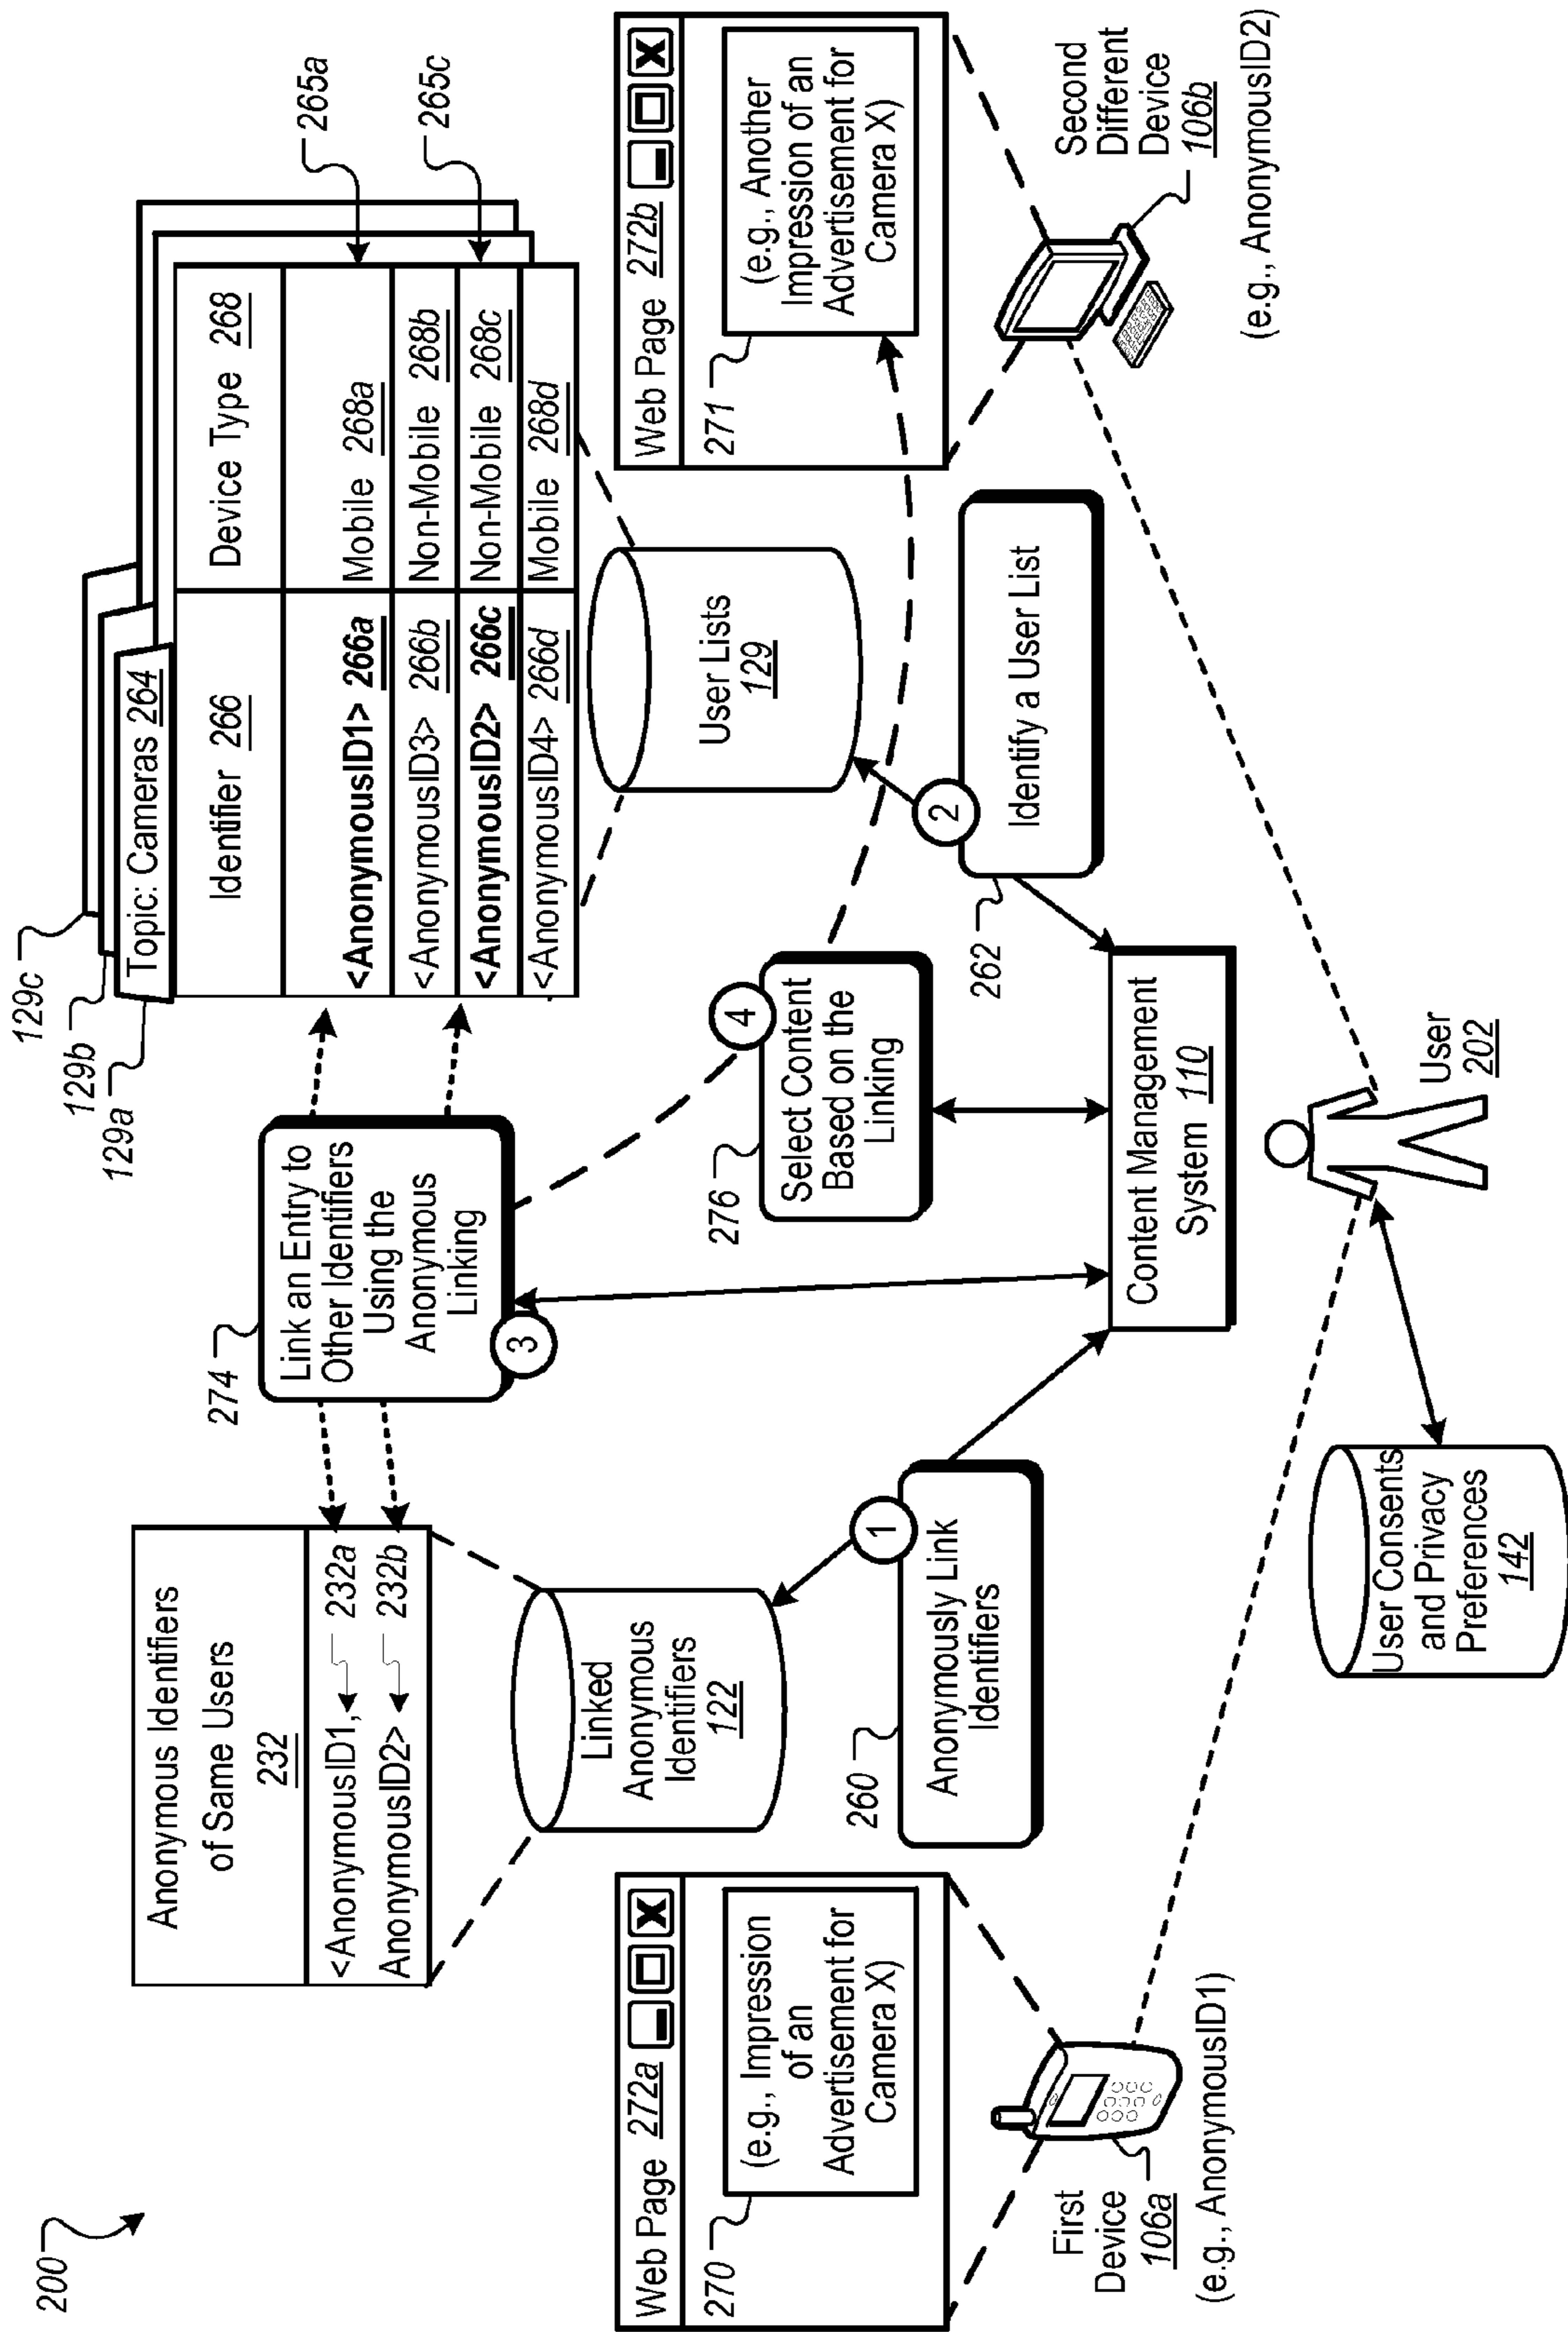 200
Anonymous Identifiers
of Same Users
232
<AnonymousID1,
232a
AnonymousID2>
232b
Linked
Anonymous
Identifiers
122
1
Anonymously Link
Identifiers
260
274
Link an Entry to
Other Identifiers
Using the
Anonymous
Linking
3
129c
129b
129a
Topic: Cameras 264
Identifier 266
Device Type 268
<AnonymousID1> 266a
Mobile 268a
<AnonymousID3> 266b
Non-Mobile 268b
<AnonymousID2> 266c
Non-Mobile 268c
<AnonymousID4> 266d
Mobile 268d
265a
265c
User Lists
129
4
276
Select Content
Based on the
Linking
2
Identify a User List
262
Web Page 272a
270
(e.g., Impression
of an
Advertisement for
Camera X)
First
Device
106a
(e.g., AnonymousID1)
Web Page 272b
271
(e.g., Another
Impression of an
Advertisement for
Camera X)
Second
Different
Device
106b
(e.g., AnonymousID2)
Content Management
System 110
User
202
User Consents
and Privacy
Preferences
142